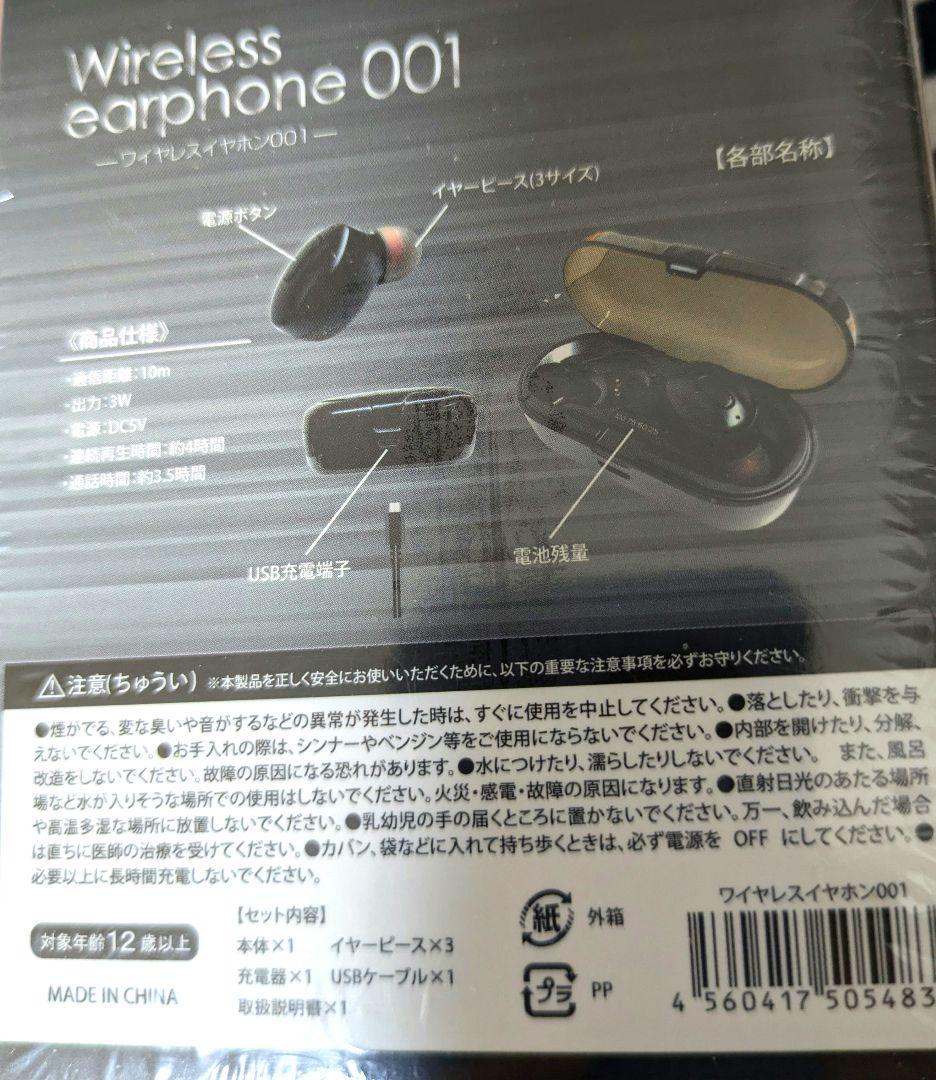 Wireless
earphone 001
—ワイヤレスイヤホン001—
【各部名称】
イヤーピース(3サイズ)
電源ボタン
《商品仕様》
・通信距離:10m
・出力:3W
・電源:DC5V
・連続再生時間:約4時間
・通話時間:約3.5時間
USB充電端子
電池残量
⚠注意(ちゅうい) ※本製品を正しく安全にお使いいただくために、以下の重要な注意事項を必ずお守りください。
●煙がでる、変な臭いや音がするなどの異常が発生した時は、すぐに使用を中止してください。●落としたり、衝撃を与
えないでください。●お手入れの際は、シンナーやベンジン等をご使用にならないでください。●内部を開けたり、分解、
改造をしないでください。故障の原因になる恐れがあります。●水につけたり、濡らしたりしないでください。 また、風呂
場など水が入りそうな場所での使用はしないでください。火災・感電・故障の原因になります。●直射日光のあたる場所
や高温多湿な場所に放置しないでください。●乳幼児の手の届くところに置かないでください。万一、飲み込んだ場合
は直ちに医師の治療を受けてください。●カバン、袋などに入れて持ち歩くときは、必ず電源を OFF にしてください。●
必要以上に長時間充電しないでください。
対象年齢12歳以上
MADE IN CHINA
【セット内容】
本体×1 イヤーピース×3
充電器×1 USBケーブル×1
取扱説明書×1
紙 外箱
プラ PP
ワイヤレスイヤホン001
4 560417 505483